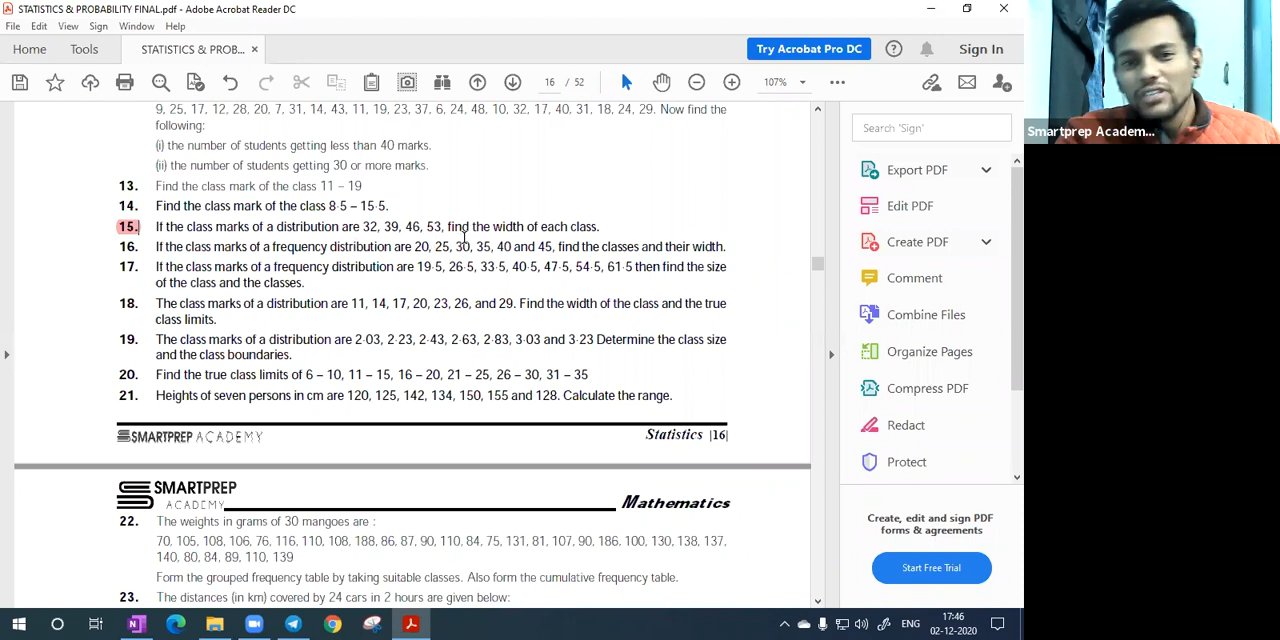 STATISTICS & PROBABILITY FINAL.pdf - Adobe Acrobat Reader DC
File Edit View Sign Window Help
Home Tools STATISTICS & PROB... × Try Acrobat Pro DC Sign In
16 / 52 107%
9, 25, 17, 12, 28, 20, 7, 31, 14, 43, 11, 19, 23, 37, 6, 24, 48, 10, 32, 17, 40, 31, 18, 24, 29. Now find the
following:
(i) the number of students getting less than 40 marks.
(ii) the number of students getting 30 or more marks.
13. Find the class mark of the class 11 – 19
14. Find the class mark of the class 8·5 – 15·5.
15. If the class marks of a distribution are 32, 39, 46, 53, find the width of each class.
16. If the class marks of a frequency distribution are 20, 25, 30, 35, 40 and 45, find the classes and their width.
17. If the class marks of a frequency distribution are 19·5, 26·5, 33·5, 40·5, 47·5, 54·5, 61·5 then find the size
of the class and the classes.
18. The class marks of a distribution are 11, 14, 17, 20, 23, 26, and 29. Find the width of the class and the true
class limits.
19. The class marks of a distribution are 2·03, 2·23, 2·43, 2·63, 2·83, 3·03 and 3·23 Determine the class size
and the class boundaries.
20. Find the true class limits of 6 – 10, 11 – 15, 16 – 20, 21 – 25, 26 – 30, 31 – 35
21. Heights of seven persons in cm are 120, 125, 142, 134, 150, 155 and 128. Calculate the range.
SMARTPREP ACADEMY Statistics |16|
SMARTPREP
ACADEMY Mathematics
22. The weights in grams of 30 mangoes are :
70, 105, 108, 106, 76, 116, 110, 108, 188, 86, 87, 90, 110, 84, 75, 131, 81, 107, 90, 186. 100, 130, 138, 137,
140, 80, 84, 89, 110, 139
Form the grouped frequency table by taking suitable classes. Also form the cumulative frequency table.
23. The distances (in km) covered by 24 cars in 2 hours are given below:
Search 'Sign'
Export PDF
Edit PDF
Create PDF
Comment
Combine Files
Organize Pages
Compress PDF
Redact
Protect
Create, edit and sign PDF
forms & agreements
Start Free Trial
Smartprep Academ...
ENG
17:46
02-12-2020